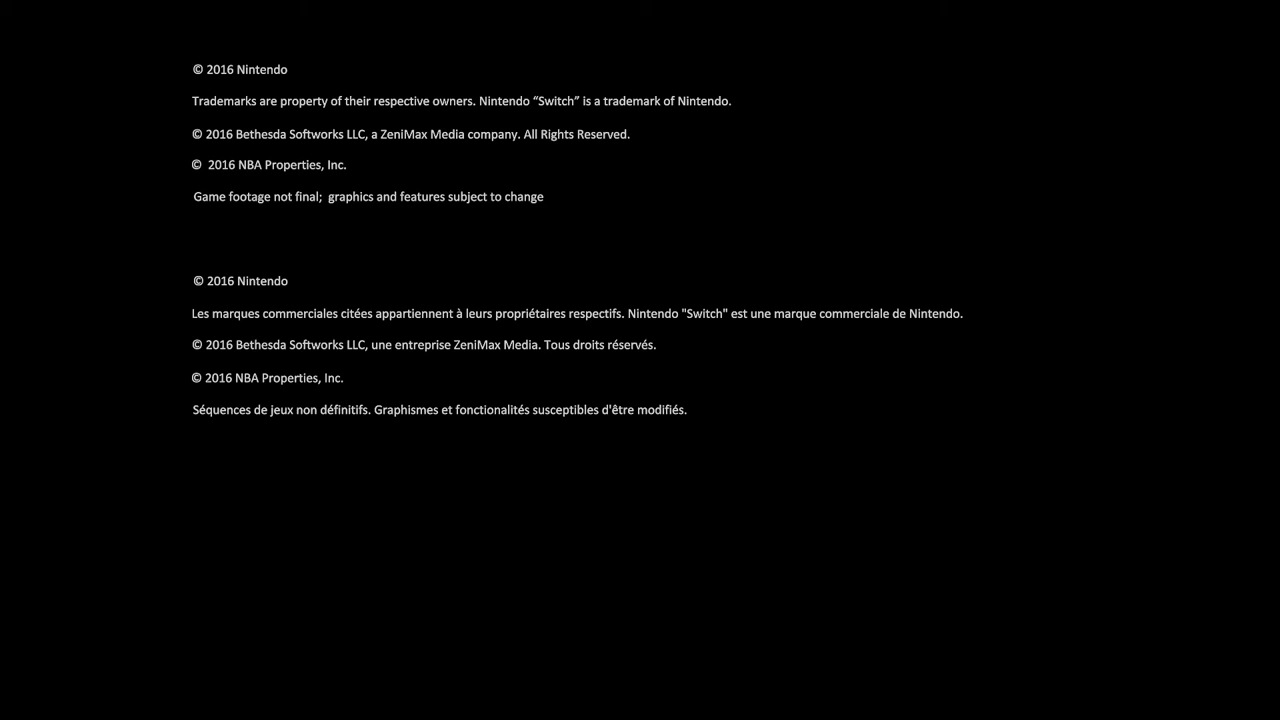 © 2016 Nintendo
Trademarks are property of their respective owners. Nintendo “Switch” is a trademark of Nintendo.
© 2016 Bethesda Softworks LLC, a ZeniMax Media company. All Rights Reserved.
© 2016 NBA Properties, Inc.
Game footage not final; graphics and features subject to change
© 2016 Nintendo
Les marques commerciales citées appartiennent à leurs propriétaires respectifs. Nintendo "Switch" est une marque commerciale de Nintendo.
© 2016 Bethesda Softworks LLC, une entreprise ZeniMax Media. Tous droits réservés.
© 2016 NBA Properties, Inc.
Séquences de jeux non définitifs. Graphismes et fonctionalités susceptibles d'être modifiés.